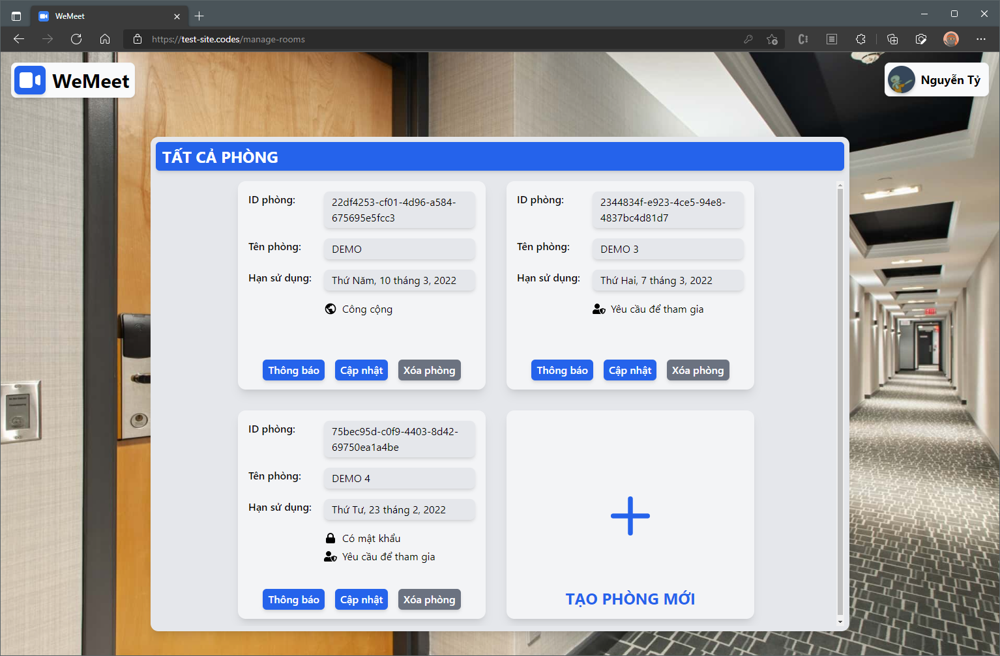 WeMeet
https://test-site.codes/manage-rooms
WeMeet
Nguyễn Tỷ
TẤT CẢ PHÒNG
ID phòng:
22df4253-cf01-4d96-a584-
675695e5fcc3
Tên phòng:
DEMO
Hạn sử dụng:
Thứ Năm, 10 tháng 3, 2022
Công cộng
Thông báo
Cập nhật
Xóa phòng
ID phòng:
2344834f-e923-4ce5-94e8-
4837bc4d81d7
Tên phòng:
DEMO 3
Hạn sử dụng:
Thứ Hai, 7 tháng 3, 2022
Yêu cầu để tham gia
Thông báo
Cập nhật
Xóa phòng
ID phòng:
75bec95d-c0f9-4403-8d42-
69750ea1a4be
Tên phòng:
DEMO 4
Hạn sử dụng:
Thứ Tư, 23 tháng 2, 2022
Có mật khẩu
Yêu cầu để tham gia
Thông báo
Cập nhật
Xóa phòng
TẠO PHÒNG MỚI